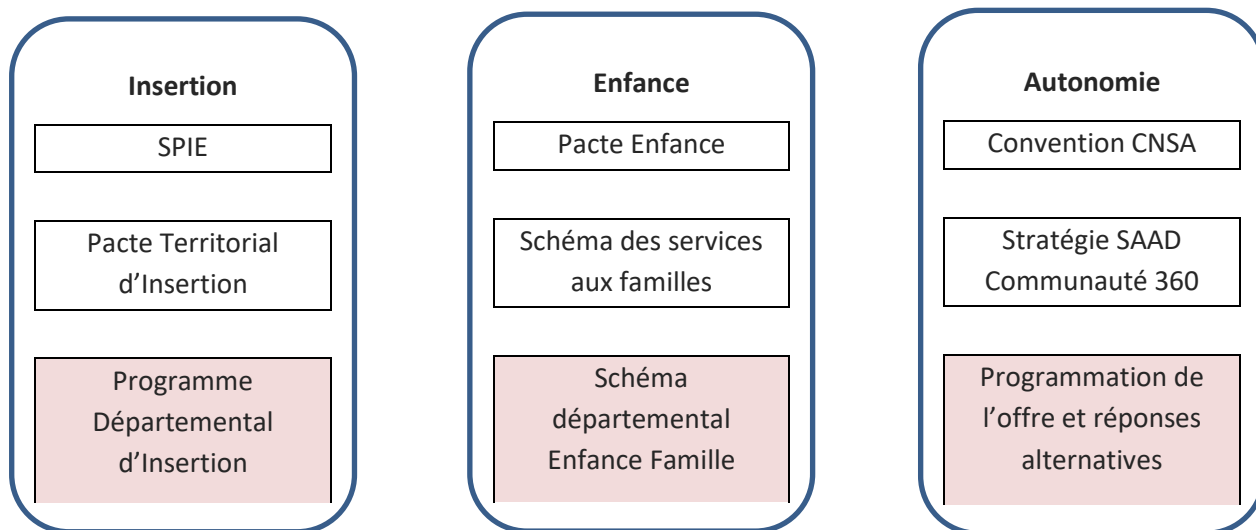 Insertion
SPIE
Pacte Territorial
d’Insertion
Programme
Départemental
d’Insertion
Enfance
Pacte Enfance
Schéma des services
aux familles
Schéma
départemental
Enfance Famille
Autonomie
Convention CNSA
Stratégie SAAD
Communauté 360
Programmation de
l’offre et réponses
alternatives